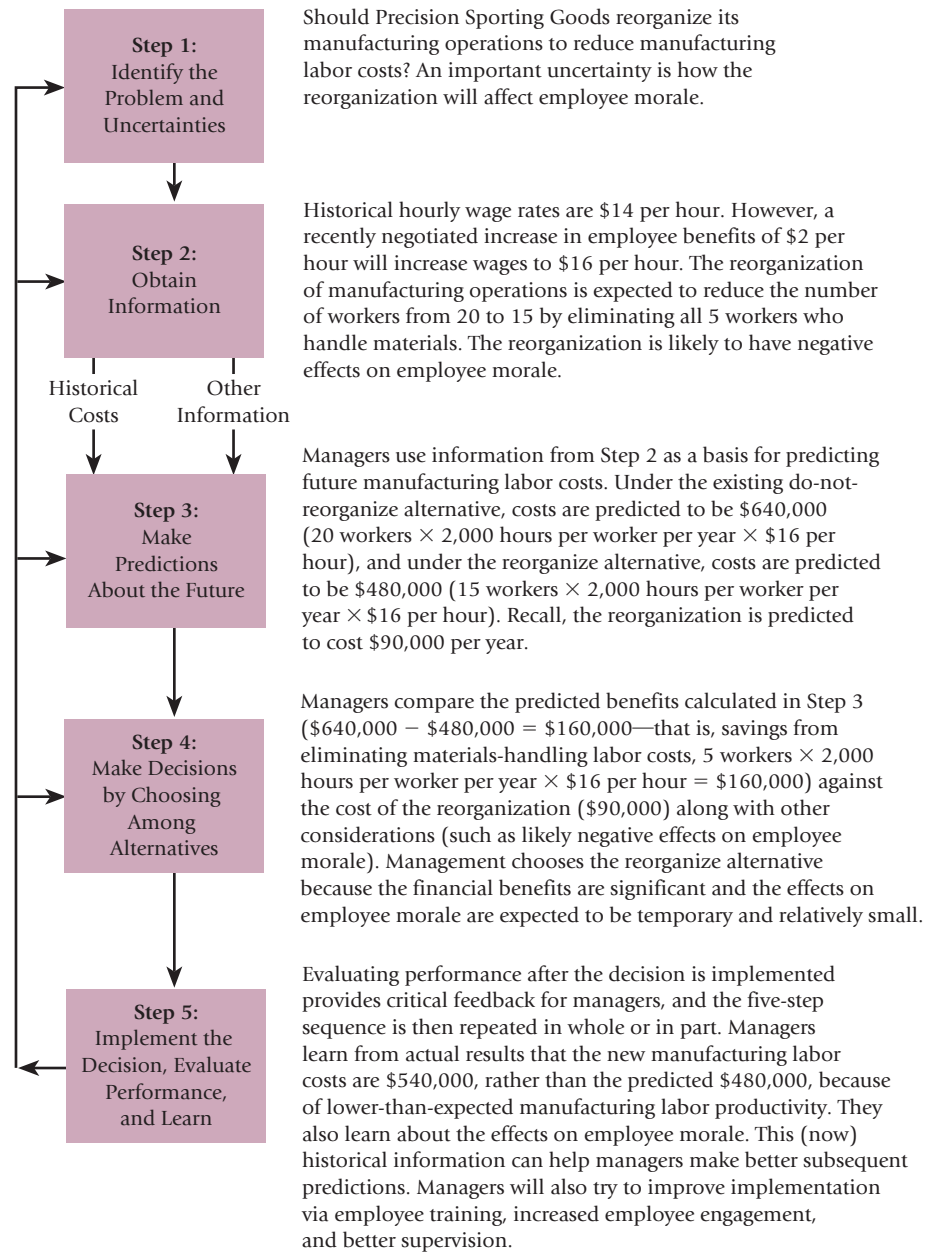 Step 1:
Identify the
Problem and
Uncertainties
Should Precision Sporting Goods reorganize its
manufacturing operations to reduce manufacturing
labor costs? An important uncertainty is how the
reorganization will affect employee morale.
Step 2:
Obtain
Information
Historical hourly wage rates are $14 per hour. However, a
recently negotiated increase in employee benefits of $2 per
hour will increase wages to $16 per hour. The reorganization
of manufacturing operations is expected to reduce the number
of workers from 20 to 15 by eliminating all 5 workers who
handle materials. The reorganization is likely to have negative
effects on employee morale.
Historical
Costs
Other
Information
Step 3:
Make
Predictions
About the Future
Managers use information from Step 2 as a basis for predicting
future manufacturing labor costs. Under the existing do-not-
reorganize alternative, costs are predicted to be $640,000
(20 workers × 2,000 hours per worker per year × $16 per
hour), and under the reorganize alternative, costs are predicted
to be $480,000 (15 workers × 2,000 hours per worker per
year × $16 per hour). Recall, the reorganization is predicted
to cost $90,000 per year.
Step 4:
Make Decisions
by Choosing
Among
Alternatives
Managers compare the predicted benefits calculated in Step 3
($640,000 − $480,000 = $160,000—that is, savings from
eliminating materials-handling labor costs, 5 workers × 2,000
hours per worker per year × $16 per hour = $160,000) against
the cost of the reorganization ($90,000) along with other
considerations (such as likely negative effects on employee
morale). Management chooses the reorganize alternative
because the financial benefits are significant and the effects on
employee morale are expected to be temporary and relatively small.
Step 5:
Implement the
Decision, Evaluate
Performance,
and Learn
Evaluating performance after the decision is implemented
provides critical feedback for managers, and the five-step
sequence is then repeated in whole or in part. Managers
learn from actual results that the new manufacturing labor
costs are $540,000, rather than the predicted $480,000, because
of lower-than-expected manufacturing labor productivity. They
also learn about the effects on employee morale. This (now)
historical information can help managers make better subsequent
predictions. Managers will also try to improve implementation
via employee training, increased employee engagement,
and better supervision.